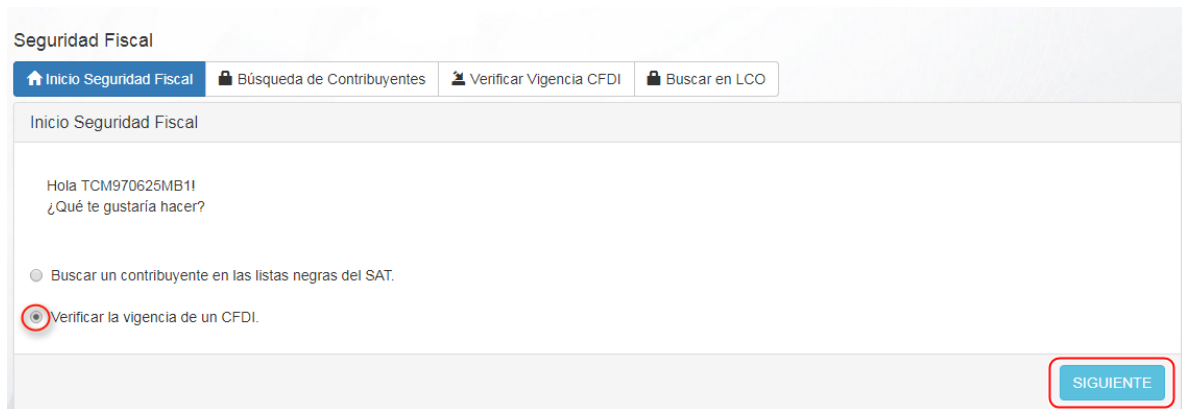 Seguridad Fiscal
Inicio Seguridad Fiscal Búsqueda de Contribuyentes Verificar Vigencia CFDI Buscar en LCO
Inicio Seguridad Fiscal
Hola TCM970625MB1!
¿Qué te gustaría hacer?
Buscar un contribuyente en las listas negras del SAT.
Verificar la vigencia de un CFDI.
SIGUIENTE